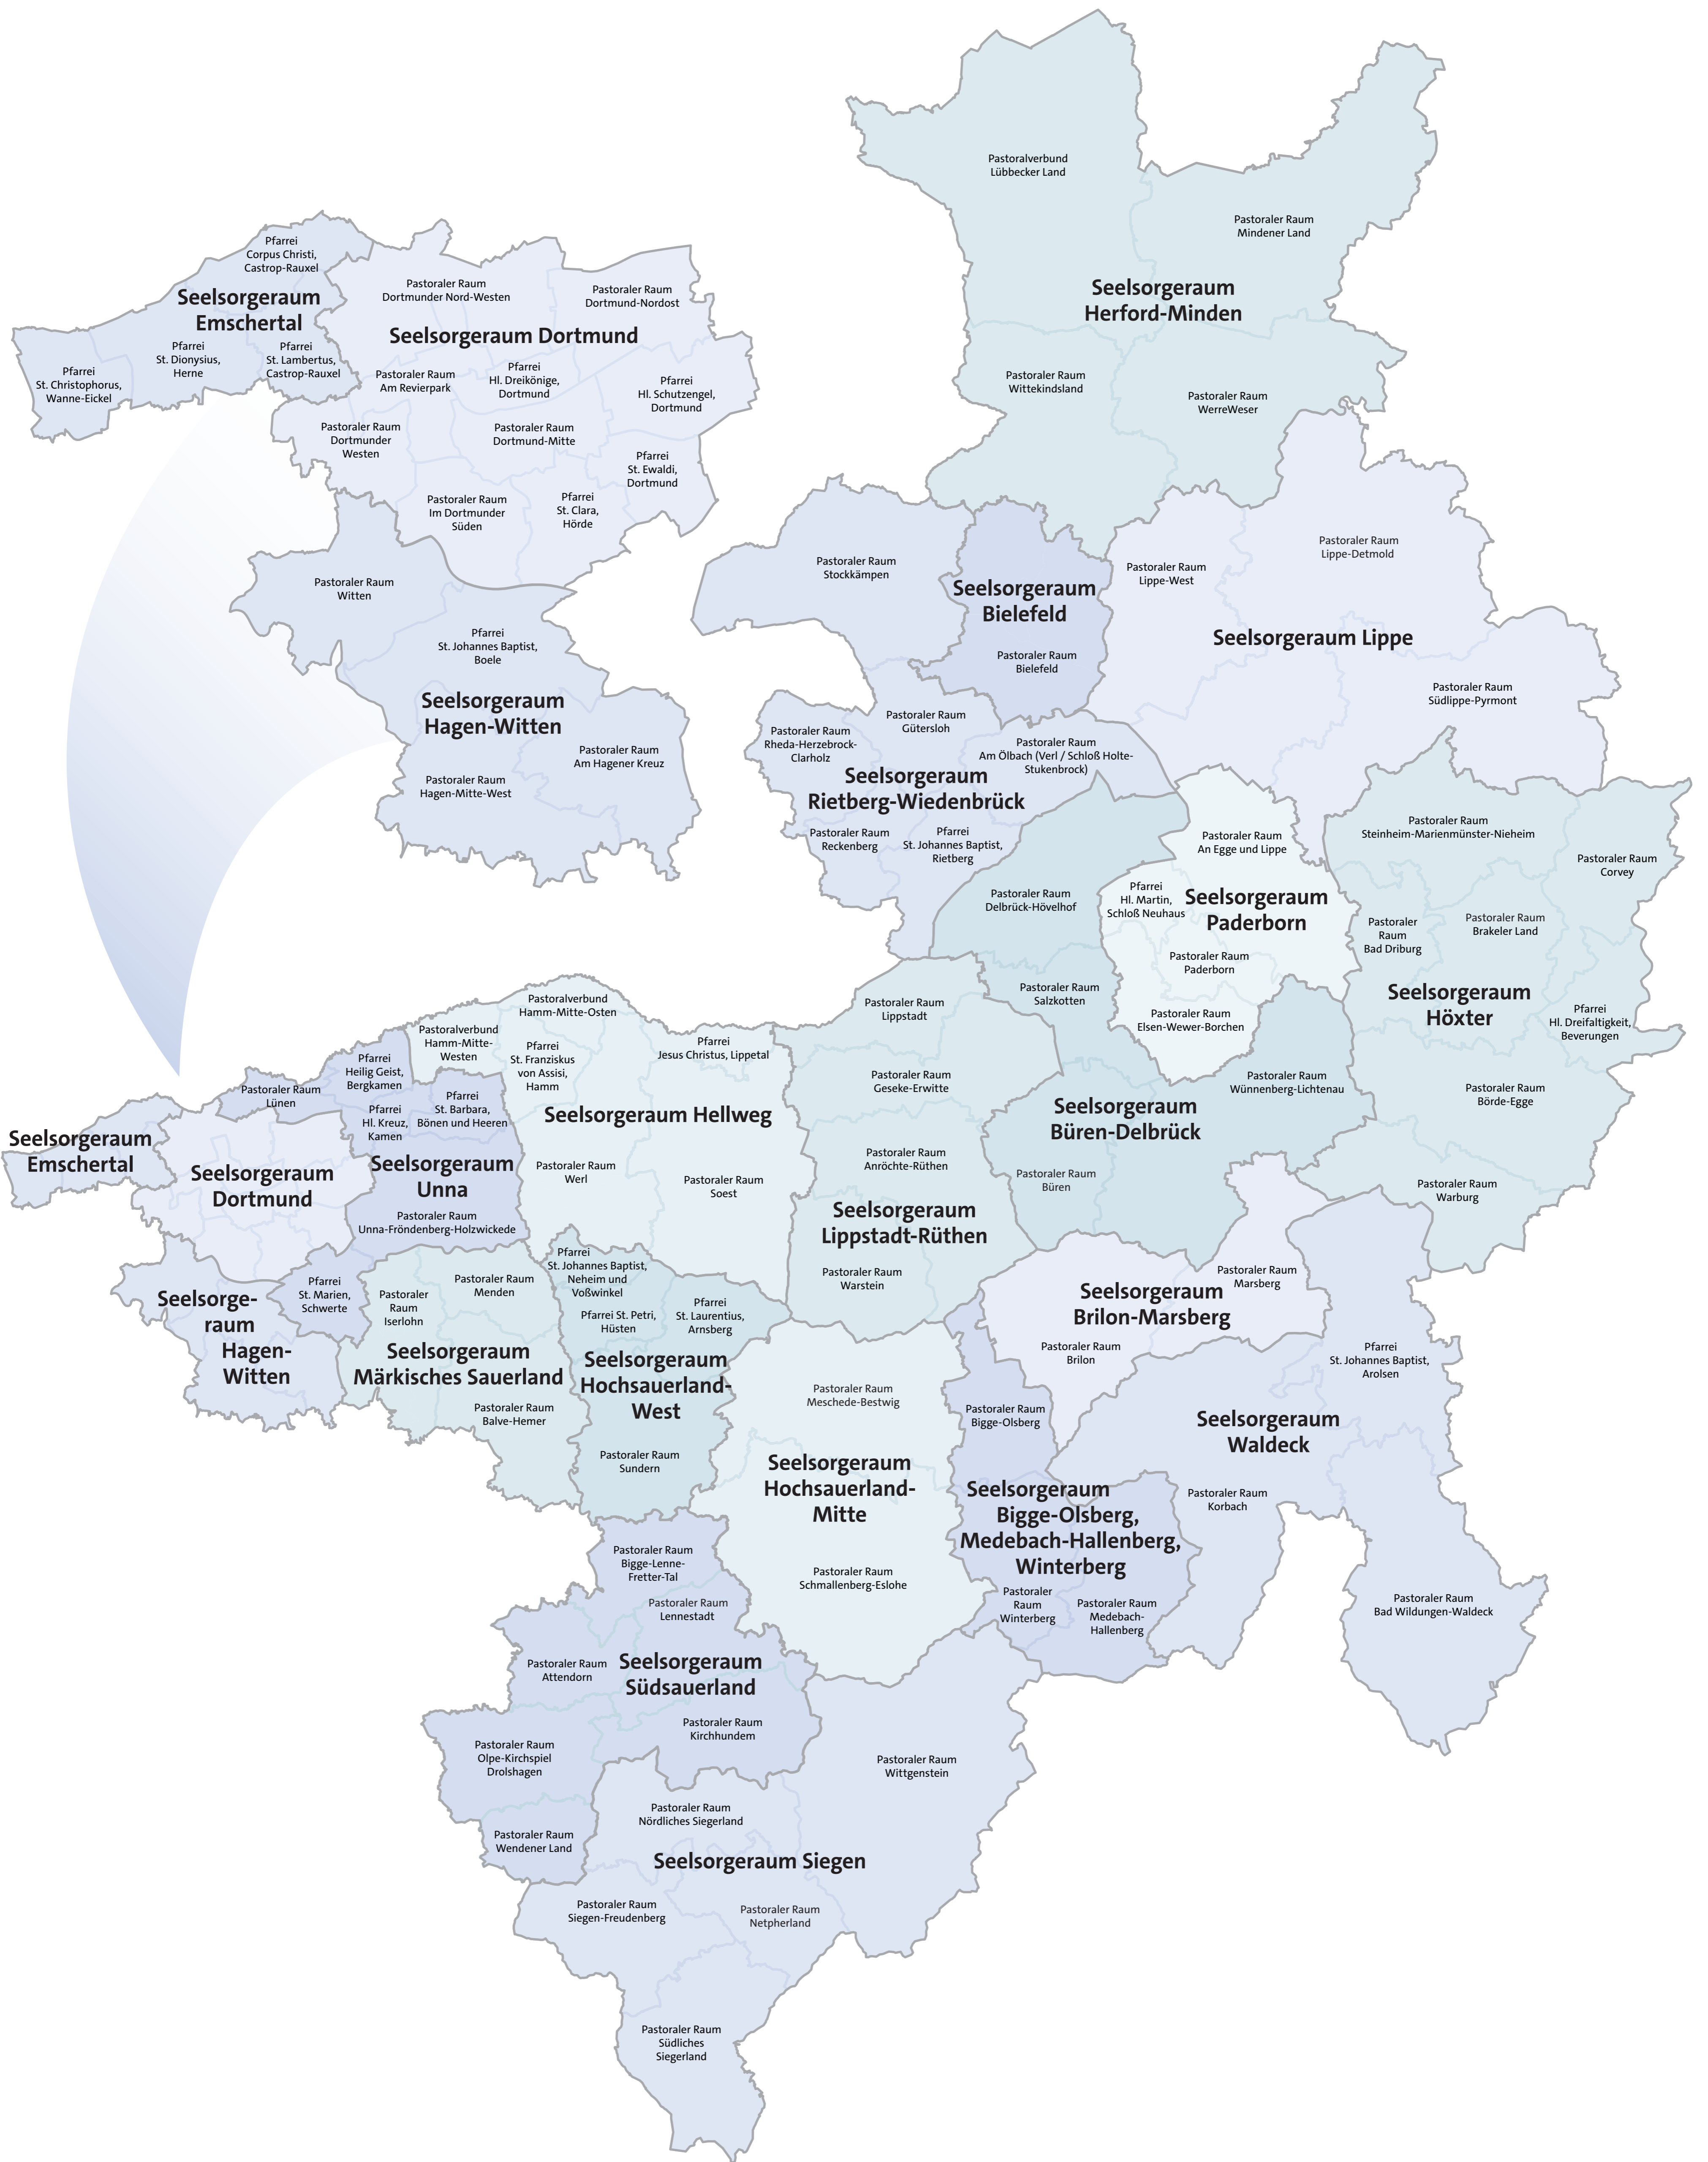 Pastoralverbund
Lübbecker Land
Pastoraler Raum
Mindener Land
Seelsorgeraum
Herford-Minden
Pastoraler Raum
Wittekindsland
Pastoraler Raum
WerreWeser
Pfarrei
Corpus Christi,
Castrop-Rauxel
Seelsorgeraum
Emschertal
Pfarrei
St. Christophorus,
Wanne-Eickel
Pfarrei
St. Dionysius,
Herne
Pfarrei
St. Lambertus,
Castrop-Rauxel
Pastoraler Raum
Dortmunder Nord-Westen
Pastoraler Raum
Dortmund-Nordost
Seelsorgeraum Dortmund
Pastoraler Raum
Am Revierpark
Pfarrei
Hl. Dreikönige,
Dortmund
Pfarrei
Hl. Schutzengel,
Dortmund
Pastoraler Raum
Dortmunder
Westen
Pastoraler Raum
Dortmund-Mitte
Pfarrei
St. Ewaldi,
Dortmund
Pastoraler Raum
Im Dortmunder
Süden
Pfarrei
St. Clara,
Hörde
Pastoraler Raum
Witten
Pfarrei
St. Johannes Baptist,
Boele
Seelsorgeraum
Hagen-Witten
Pastoraler Raum
Am Hagener Kreuz
Pastoraler Raum
Hagen-Mitte-West
Pastoraler Raum
Stockkämpen
Seelsorgeraum
Bielefeld
Pastoraler Raum
Bielefeld
Pastoraler Raum
Lippe-West
Pastoraler Raum
Lippe-Detmold
Seelsorgeraum Lippe
Pastoraler Raum
Südlippe-Pyrmont
Pastoraler Raum
Gütersloh
Pastoraler Raum
Rheda-Herzebrock-
Clarholz
Pastoraler Raum
Am Ölbach (Verl / Schloß Holte-
Stukenbrock)
Seelsorgeraum
Rietberg-Wiedenbrück
Pastoraler Raum
Reckenberg
Pfarrei
St. Johannes Baptist,
Rietberg
Pastoraler Raum
An Egge und Lippe
Pastoraler Raum
Delbrück-Hövelhof
Pfarrei
Hl. Martin,
Schloß Neuhaus
Seelsorgeraum
Paderborn
Pastoraler Raum
Paderborn
Pastoraler Raum
Elsen-Wewer-Borchen
Pastoraler Raum
Steinheim-Marienmünster-Nieheim
Pastoraler Raum
Corvey
Pastoraler
Raum
Bad Driburg
Pastoraler Raum
Brakeler Land
Seelsorgeraum
Höxter
Pfarrei
Hl. Dreifaltigkeit,
Beverungen
Pastoraler Raum
Börde-Egge
Pastoraler Raum
Warburg
Pastoraler Raum
Salzkotten
Pastoraler Raum
Wünnenberg-Lichtenau
Seelsorgeraum
Büren-Delbrück
Pastoraler Raum
Büren
Pastoraler Raum
Lippstadt
Pastoraler Raum
Geseke-Erwitte
Pastoraler Raum
Anröchte-Rüthen
Seelsorgeraum
Lippstadt-Rüthen
Pastoraler Raum
Warstein
Pastoralverbund
Hamm-Mitte-Osten
Pastoralverbund
Hamm-Mitte-
Westen
Pfarrei
St. Franziskus
von Assisi,
Hamm
Pfarrei
Jesus Christus, Lippetal
Seelsorgeraum Hellweg
Pastoraler Raum
Werl
Pastoraler Raum
Soest
Pfarrei
Heilig Geist,
Bergkamen
Pastoraler Raum
Lünen
Pfarrei
Hl. Kreuz,
Kamen
Pfarrei
St. Barbara,
Bönen und Heeren
Seelsorgeraum
Unna
Pastoraler Raum
Unna-Fröndenberg-Holzwickede
Pfarrei
St. Marien,
Schwerte
Seelsorgeraum
Emschertal
Seelsorgeraum
Dortmund
Seelsorge-
raum
Hagen-
Witten
Pastoraler
Raum
Iserlohn
Pastoraler Raum
Menden
Seelsorgeraum
Märkisches Sauerland
Pastoraler Raum
Balve-Hemer
Pfarrei
St. Johannes Baptist,
Neheim und
Voßwinkel
Pfarrei St. Petri,
Hüsten
Pfarrei
St. Laurentius,
Arnsberg
Seelsorgeraum
Hochsauerland-
West
Pastoraler Raum
Sundern
Pastoraler Raum
Meschede-Bestwig
Seelsorgeraum
Hochsauerland-
Mitte
Pastoraler Raum
Schmallenberg-Eslohe
Pastoraler Raum
Marsberg
Seelsorgeraum
Brilon-Marsberg
Pastoraler Raum
Brilon
Pastoraler Raum
Bigge-Olsberg
Seelsorgeraum
Bigge-Olsberg,
Medebach-Hallenberg,
Winterberg
Pastoraler
Raum
Winterberg
Pastoraler Raum
Medebach-
Hallenberg
Pfarrei
St. Johannes Baptist,
Arolsen
Seelsorgeraum
Waldeck
Pastoraler Raum
Korbach
Pastoraler Raum
Bad Wildungen-Waldeck
Pastoraler Raum
Bigge-Lenne-
Fretter-Tal
Pastoraler Raum
Lennestadt
Pastoraler Raum
Attendorn
Seelsorgeraum
Südsauerland
Pastoraler Raum
Kirchhundem
Pastoraler Raum
Olpe-Kirchspiel
Drolshagen
Pastoraler Raum
Wendener Land
Pastoraler Raum
Wittgenstein
Pastoraler Raum
Nördliches Siegerland
Seelsorgeraum Siegen
Pastoraler Raum
Siegen-Freudenberg
Pastoraler Raum
Netpherland
Pastoraler Raum
Südliches
Siegerland